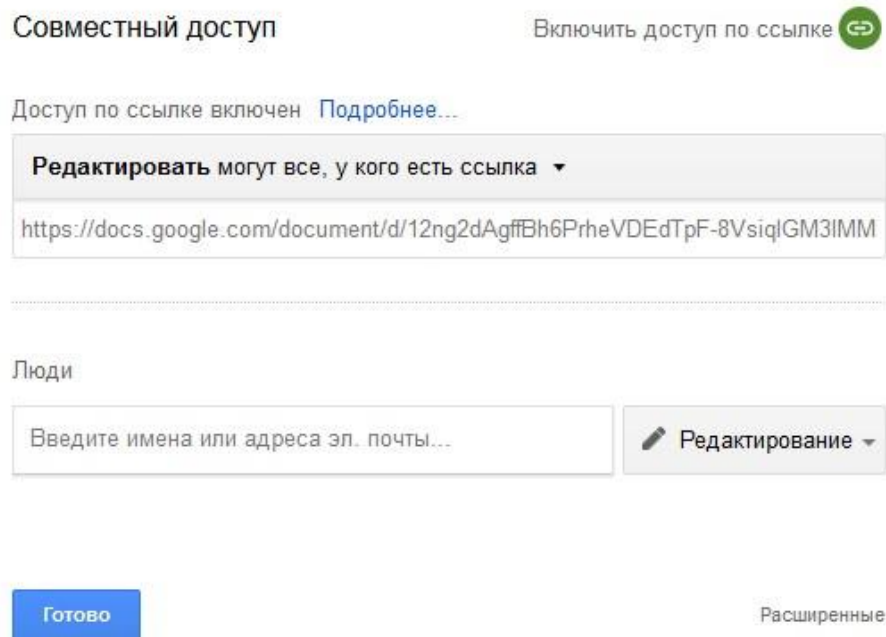 Совместный доступ
Включить доступ по ссылке
Доступ по ссылке включен Подробнее...
Редактировать могут все, у кого есть ссылка
https://docs.google.com/document/d/12ng2dAgffBh6PrheVDEdTpF-8VsiqlGM3lMM
Люди
Введите имена или адреса эл. почты...
Редактирование
Готово
Расширенные